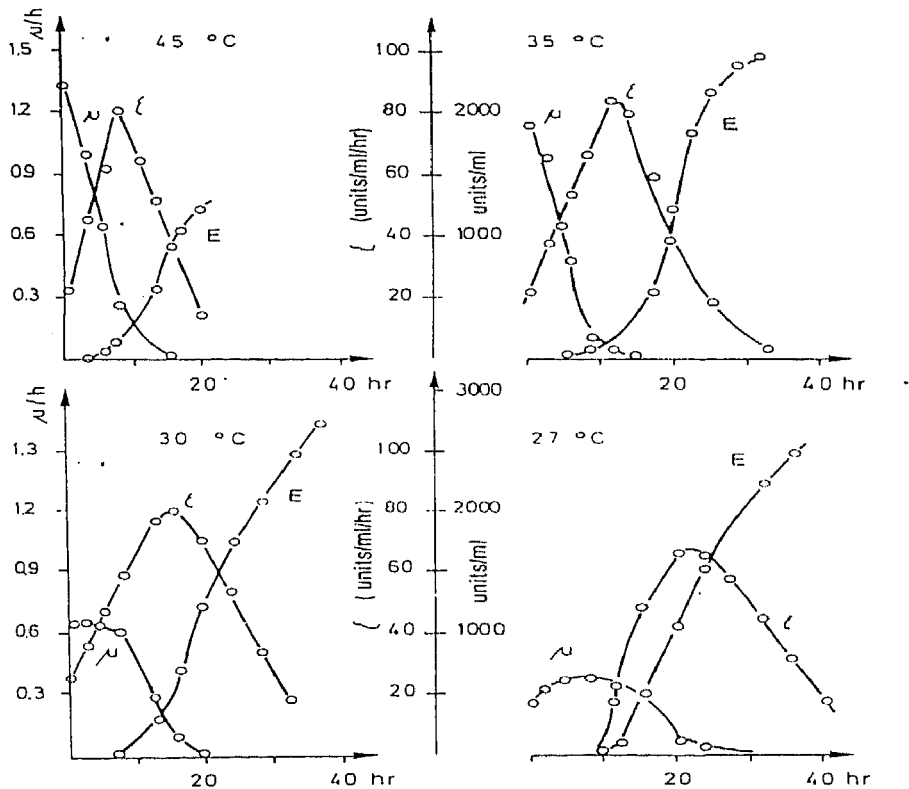 μ/h
45 °C
1.5
1.2
0.9
0.6
0.3
μ
ξ
E
20
40 hr
35 °C
100
80
60
40
20
2000
1000
ξ (units/ml/hr)
units/ml
μ
ξ
E
20
40 hr
μ/h
30 °C
1.3
1.2
0.9
0.6
0.3
μ
ξ
E
20
40 hr
27 °C
3000
100
80
60
40
20
2000
1000
ξ (units/ml/hr)
units/ml
μ
ξ
E
20
40 hr